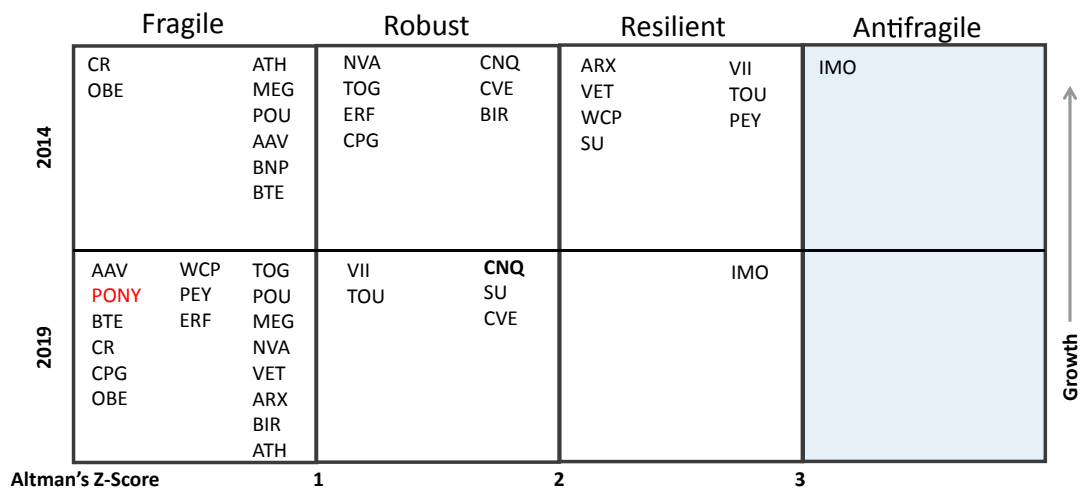 Fragile Robust Resilient Antifragile
2014
CR ATH NVA CNQ ARX VII IMO
OBE MEG TOG CVE VET TOU
POU ERF BIR WCP PEY
AAV CPG SU
BNP
BTE
2019
AAV WCP TOG VII CNQ IMO
PONY PEY POU TOU SU
BTE ERF MEG CVE
CR NVA
CPG VET
OBE ARX
BIR
ATH
Growth
Altman's Z-Score 1 2 3